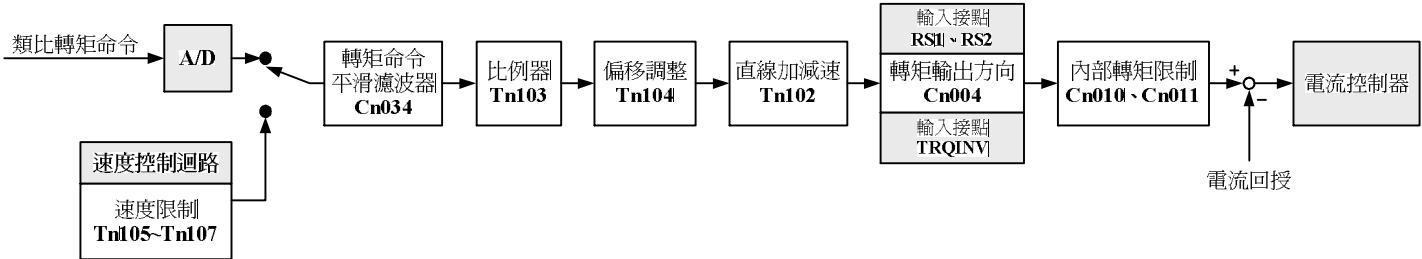 類比轉矩命令
A/D
速度控制迴路
速度限制
Tn105~Tn107
轉矩命令
平滑濾波器
Cn034
比例器
Tn103
偏移調整
Tn104
直線加減速
Tn102
輸入接點
RS1、RS2
轉矩輸出方向
Cn004
輸入接點
TRQINV
內部轉矩限制
Cn010、Cn011
+
−
電流回授
電流控制器